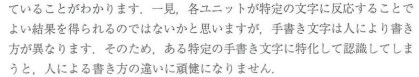 ていることがわかります．一見，各ユニットが特定の文字に反応することで
よい結果を得られるのではないかと思いますが，手書き文字は人により書き
方が異なります．そのため，ある特定の手書き文字に特化して認識してしま
うと，人による書き方の違いに頑健になりません．